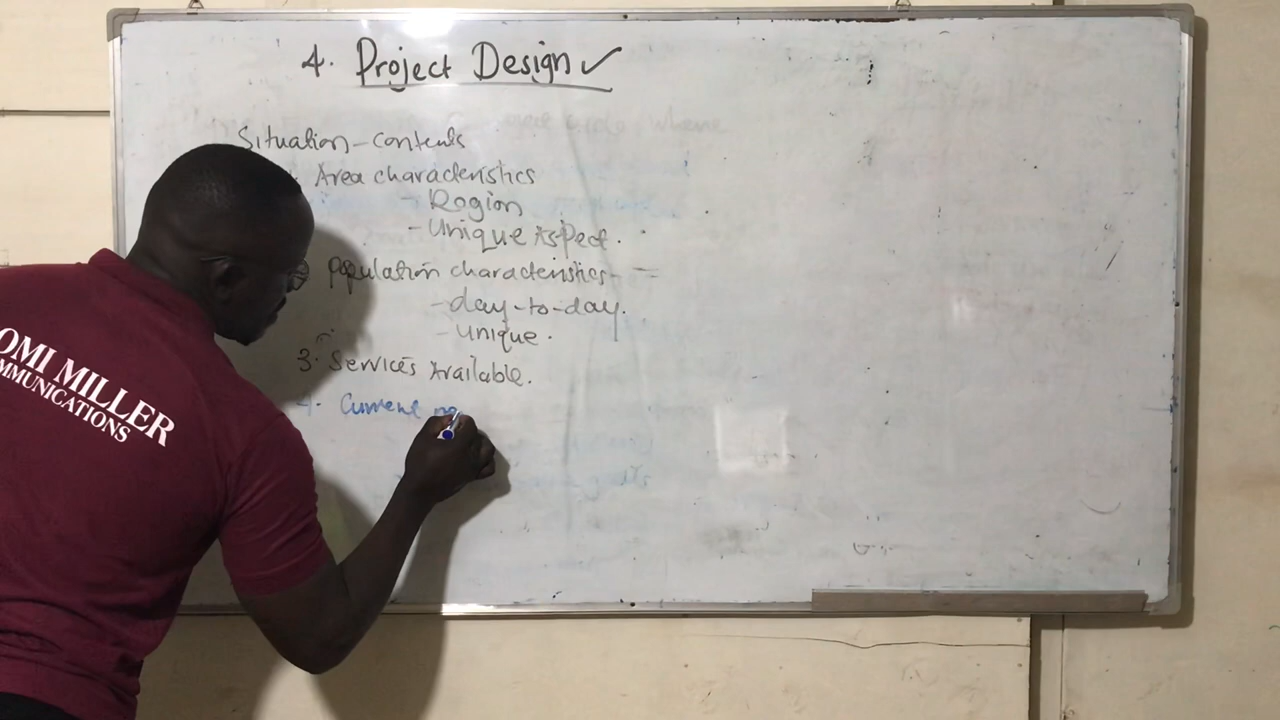 4. Project Design ✓
Situation - contents
Area characteristics
- Region
- Unique Aspect.
Population characteristics -
- day-to-day.
- Unique.
3. Services Available.
Current
OMI MILLER
MMUNICATIONS